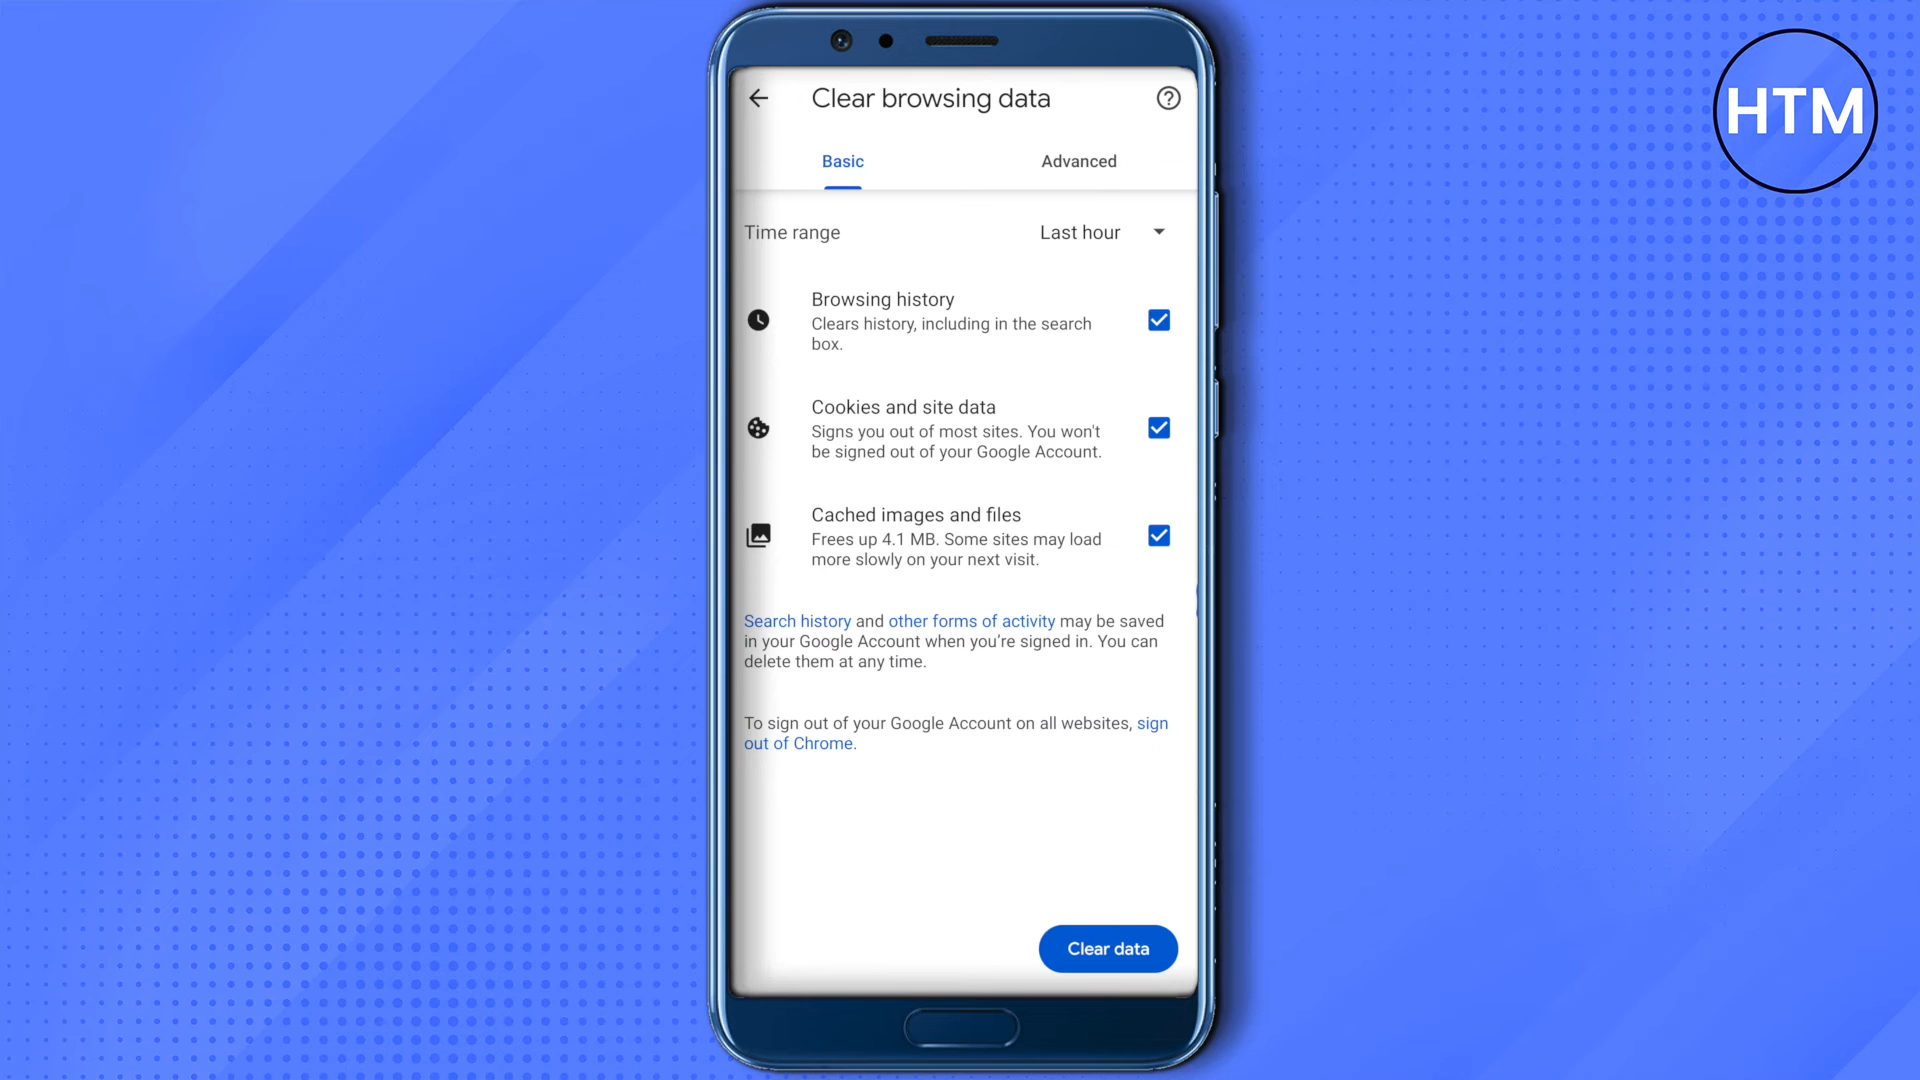 HTM
Clear browsing data
Basic
Advanced
Time range
Last hour
Browsing history
Clears history, including in the search
box.
Cookies and site data
Signs you out of most sites. You won't
be signed out of your Google Account.
Cached images and files
Frees up 4.1 MB. Some sites may load
more slowly on your next visit.
Search history and other forms of activity may be saved
in your Google Account when you’re signed in. You can
delete them at any time.
To sign out of your Google Account on all websites, sign
out of Chrome.
Clear data